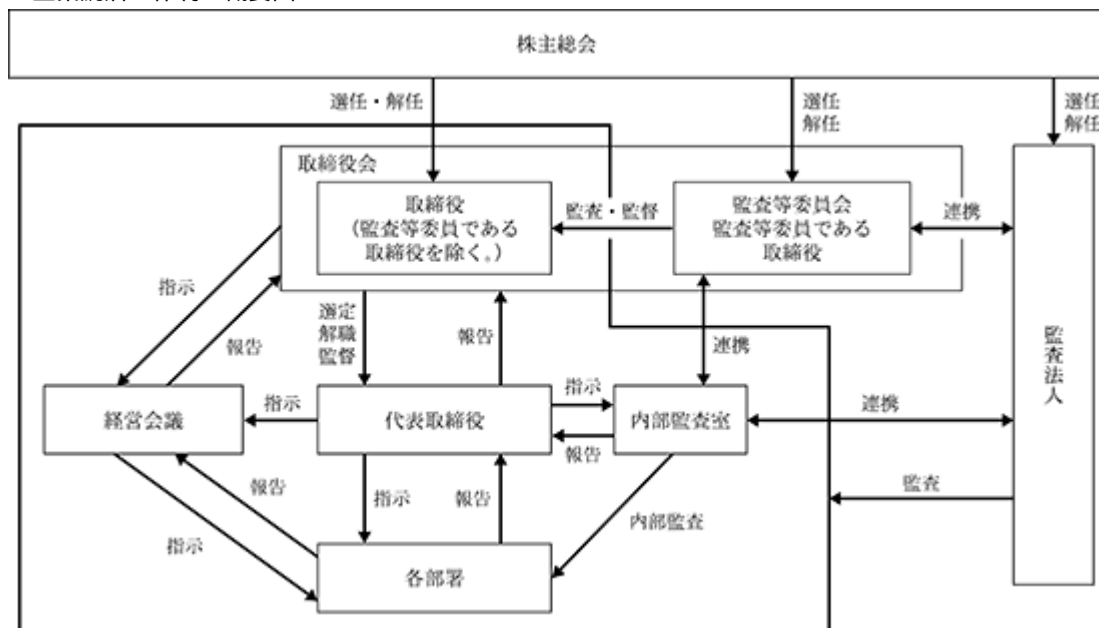 株主総会
選任・解任
選任
解任
選任
解任
取締役会
取締役
（監査等委員である
取締役を除く。）
監査・監督
監査等委員会
監査等委員である
取締役
連携
監査法人
指示
報告
選定
解職
監督
報告
連携
経営会議
指示
代表取締役
指示
報告
内部監査室
連携
監査
報告
指示
指示
報告
内部監査
各部署